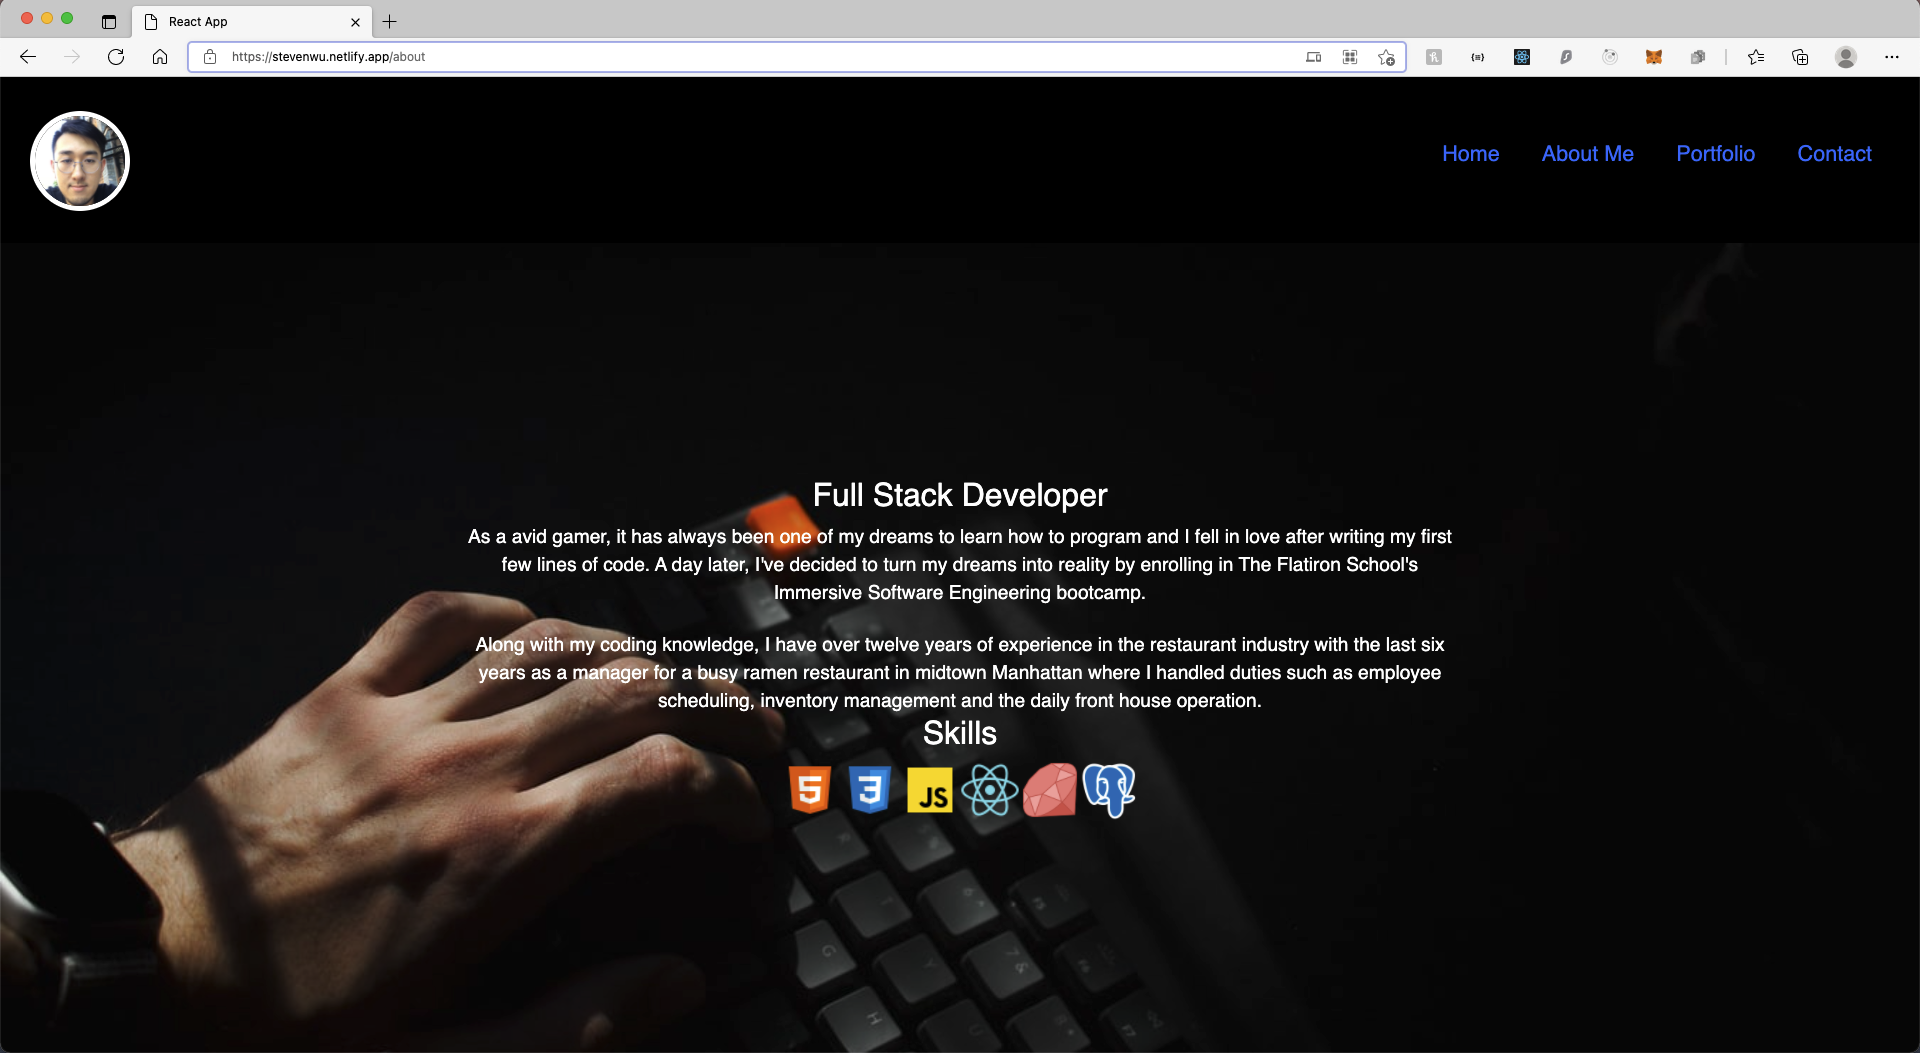 React App
https://stevenwu.netlify.app/about
Home About Me Portfolio Contact
Full Stack Developer
As a avid gamer, it has always been one of my dreams to learn how to program and I fell in love after writing my first
few lines of code. A day later, I've decided to turn my dreams into reality by enrolling in The Flatiron School's
Immersive Software Engineering bootcamp.
Along with my coding knowledge, I have over twelve years of experience in the restaurant industry with the last six
years as a manager for a busy ramen restaurant in midtown Manhattan where I handled duties such as employee
scheduling, inventory management and the daily front house operation.
Skills
5 3 JS
T
G Y 7 &
H U
F7